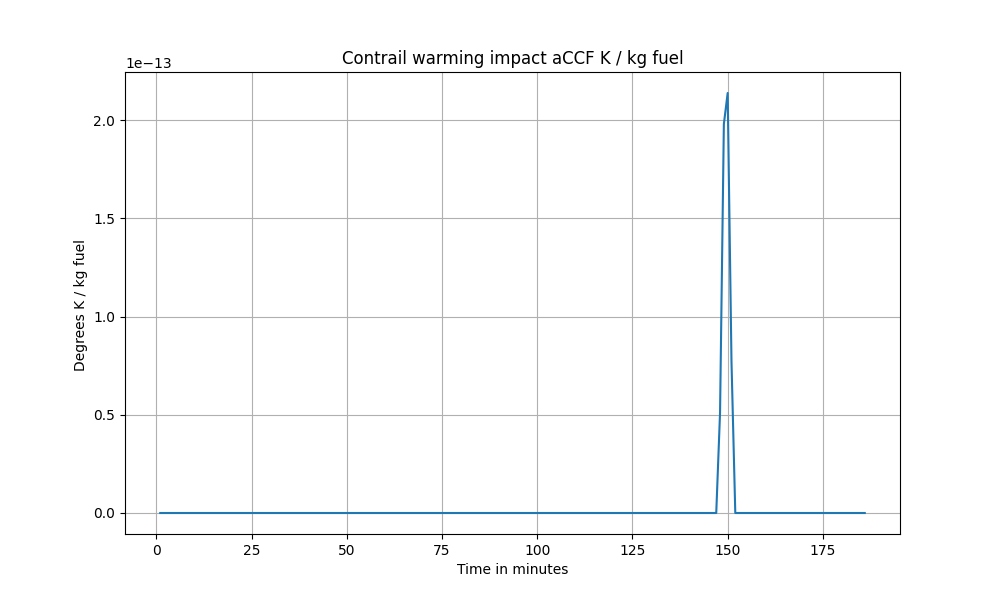 Contrail warming impact aCCF K / kg fuel
1e−13
2.0
1.5
1.0
0.5
0.0
Degrees K / kg fuel
0 25 50 75 100 125 150 175
Time in minutes